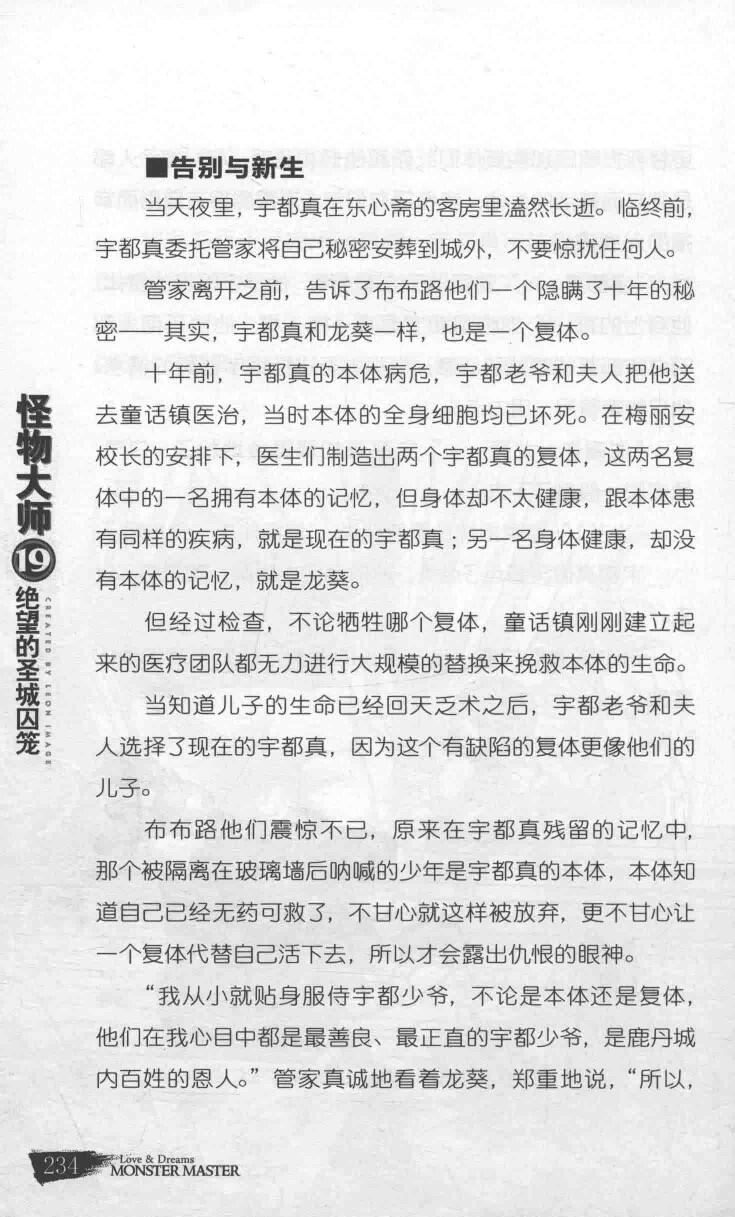 ■告别与新生
当天夜里，宇都真在东心斋的客房里溘然长逝。临终前，
宇都真委托管家将自己秘密安葬到城外，不要惊扰任何人。
管家离开之前，告诉了布布路他们一个隐瞒了十年的秘
密——其实，宇都真和龙葵一样，也是一个复体。
十年前，宇都真的本体病危，宇都老爷和夫人把他送
去童话镇医治，当时本体的全身细胞均已坏死。在梅丽安
校长的安排下，医生们制造出两个宇都真的复体，这两名复
体中的一名拥有本体的记忆，但身体却不太健康，跟本体患
有同样的疾病，就是现在的宇都真；另一名身体健康，却没
有本体的记忆，就是龙葵。
但经过检查，不论牺牲哪个复体，童话镇刚刚建立起
来的医疗团队都无力进行大规模的替换来挽救本体的生命。
当知道儿子的生命已经回天乏术之后，宇都老爷和夫
人选择了现在的宇都真，因为这个有缺陷的复体更像他们的
儿子。
布布路他们震惊不已，原来在宇都真残留的记忆中，
那个被隔离在玻璃墙后呐喊的少年是宇都真的本体，本体知
道自己已经无药可救了，不甘心就这样被放弃，更不甘心让
一个复体代替自己活下去，所以才会露出仇恨的眼神。
“我从小就贴身服侍宇都少爷，不论是本体还是复体，
他们在我心目中都是最善良、最正直的宇都少爷，是鹿丹城
内百姓的恩人。”管家真诚地看着龙葵，郑重地说，“所以，
怪物大师
19
绝望的圣城囚笼
CREATED BY LEON IMAGE
234
Love & Dreams
MONSTER MASTER